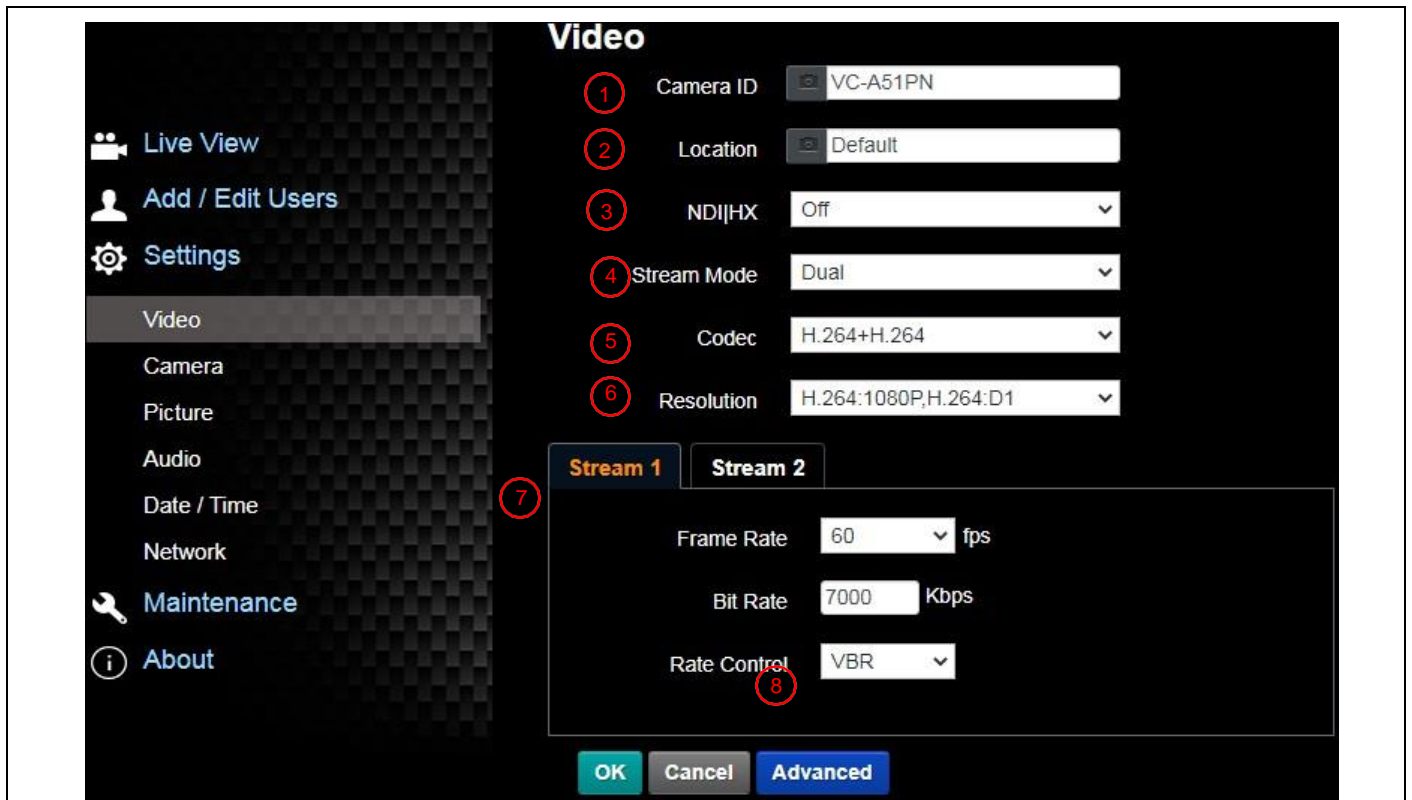 Video
1 Camera ID VC-A51PN
2 Location Default
3 NDI|HX Off
4 Stream Mode Dual
5 Codec H.264+H.264
6 Resolution H.264:1080P,H.264:D1
Live View
Add / Edit Users
Settings
Video
Camera
Picture
Audio
Date / Time
Network
Maintenance
i About
Stream 1 Stream 2
7
Frame Rate 60 fps
Bit Rate 7000 Kbps
Rate Control VBR
8
OK Cancel Advanced